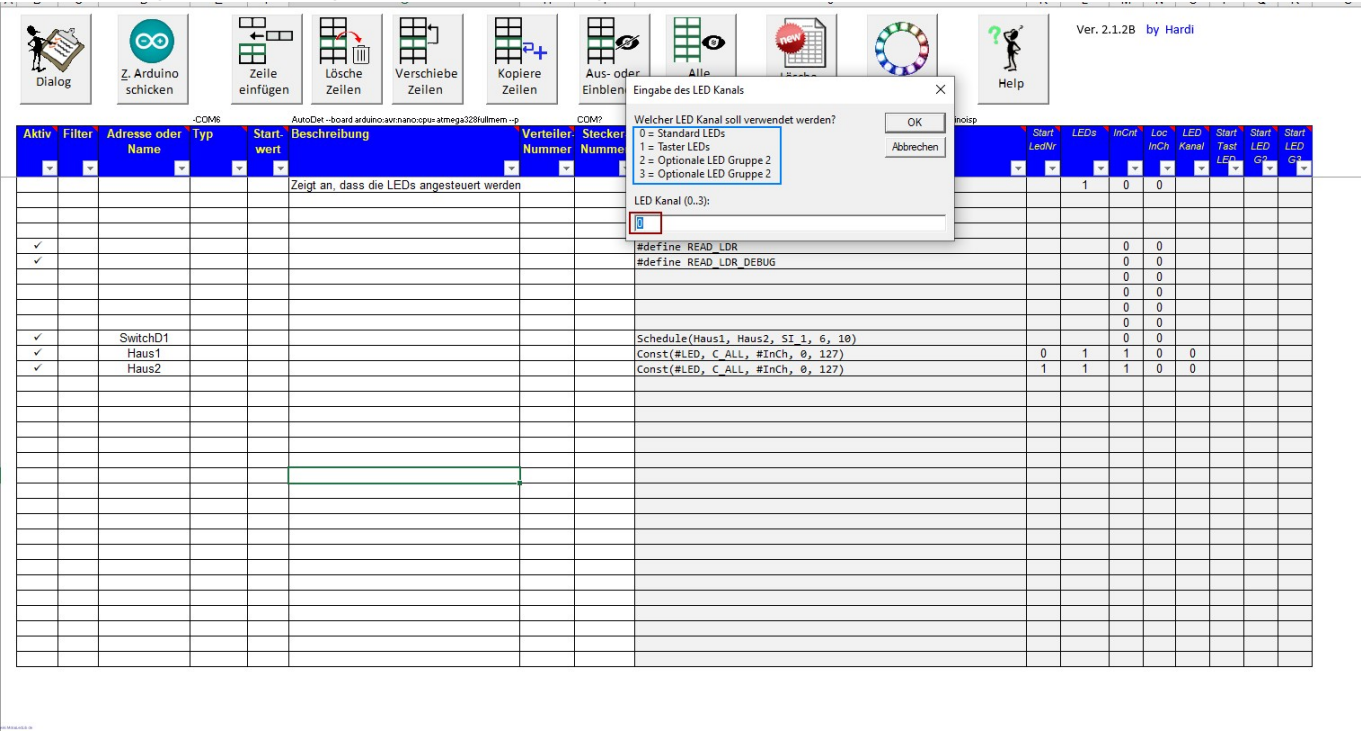 Ver. 2.1.2B by Hardi
Dialog
Z. Arduino schicken
Zeile einfügen
Lösche Zeilen
Verschiebe Zeilen
Kopiere Zeilen
Aus- oder
Alle
new
Help
-COM6 AutoDet --board arduino:avr:nano:cpu=atmega328fullmem --p COM?
Eingabe des LED Kanals
Welcher LED Kanal soll verwendet werden?
0 = Standard LEDs
1 = Taster LEDs
2 = Optionale LED Gruppe 2
3 = Optionale LED Gruppe 2
LED Kanal (0..3):
0
OK
Abbrechen
Aktiv Filter Adresse oder Name Typ Start-wert Beschreibung Verteiler-Nummer Stecker- Start LedNr LEDs InCnt Loc InCh LED Kanal Start Tast LED Start LED G2 Start LED G3
Zeigt an, dass die LEDs angesteuert werden 1 0 0
✓ #define READ_LDR 0 0
✓ #define READ_LDR_DEBUG 0 0
0 0
0 0
0 0
0 0
✓ SwitchD1 Schedule(Haus1, Haus2, SI_1, 6, 10) 0 0
✓ Haus1 Const(#LED, C_ALL, #InCh, 0, 127) 0 1 1 0 0
✓ Haus2 Const(#LED, C_ALL, #InCh, 0, 127) 1 1 1 0 0